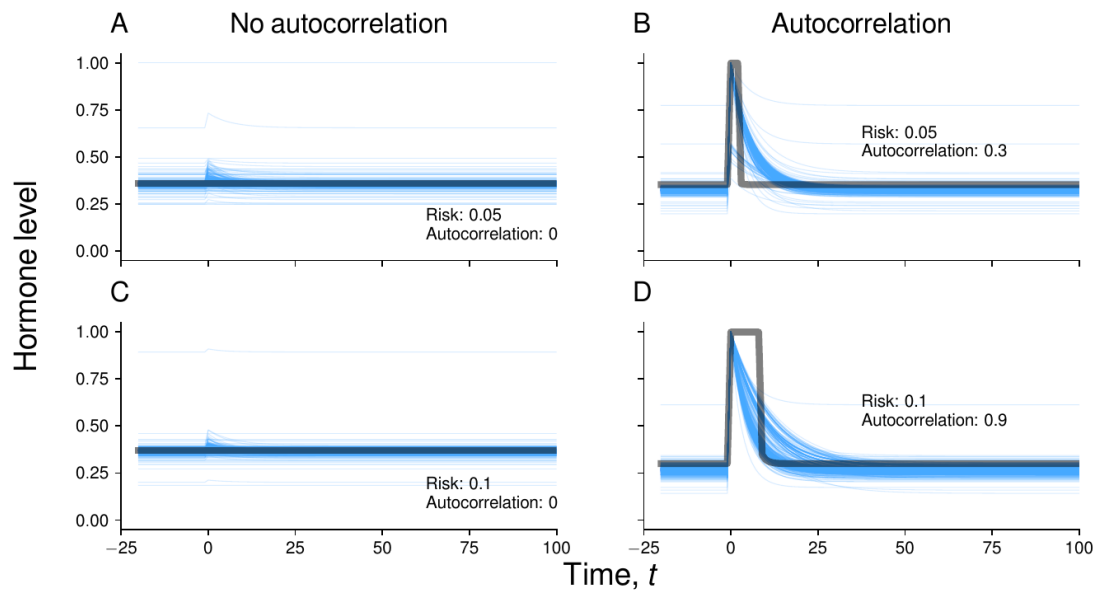 A
No autocorrelation
B
Autocorrelation
Hormone level
1.00
0.75
0.50
0.25
0.00
Risk: 0.05
Autocorrelation: 0
Risk: 0.05
Autocorrelation: 0.3
C
D
1.00
0.75
0.50
0.25
0.00
Risk: 0.1
Autocorrelation: 0
Risk: 0.1
Autocorrelation: 0.9
−25 0 25 50 75 100
−25 0 25 50 75 100
Time, t